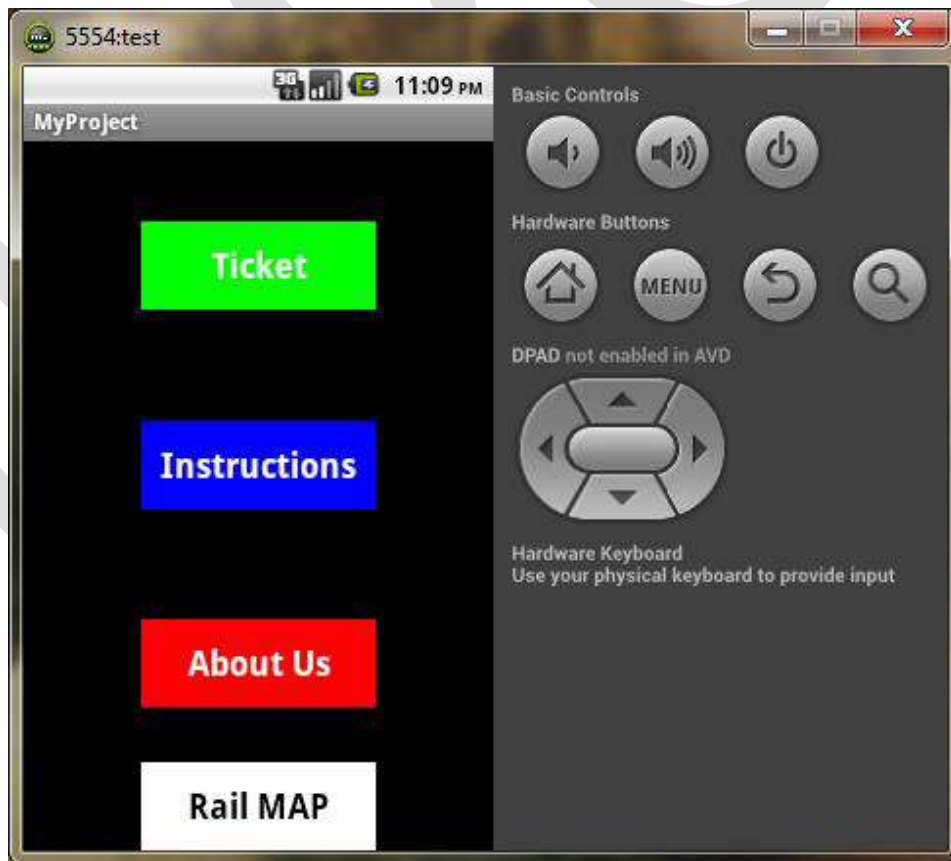 5554:test
3G 11:09 PM
MyProject
Ticket
Instructions
About Us
Rail MAP
Basic Controls
Hardware Buttons
MENU
DPAD not enabled in AVD
Hardware Keyboard
Use your physical keyboard to provide input